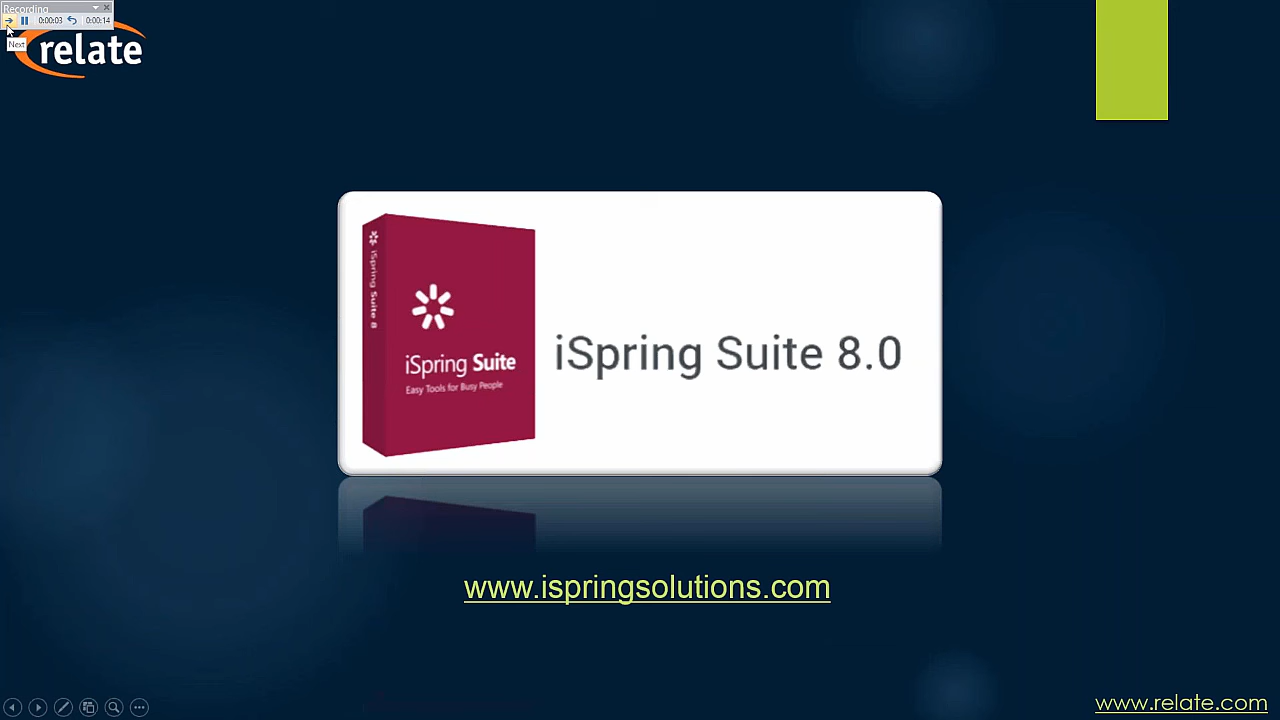 Recording
0:00:03 0:00:14
Next
relate
iSpring Suite 8
iSpring Suite
Easy Tools for Busy People
iSpring Suite 8.0
www.ispringsolutions.com
www.relate.com